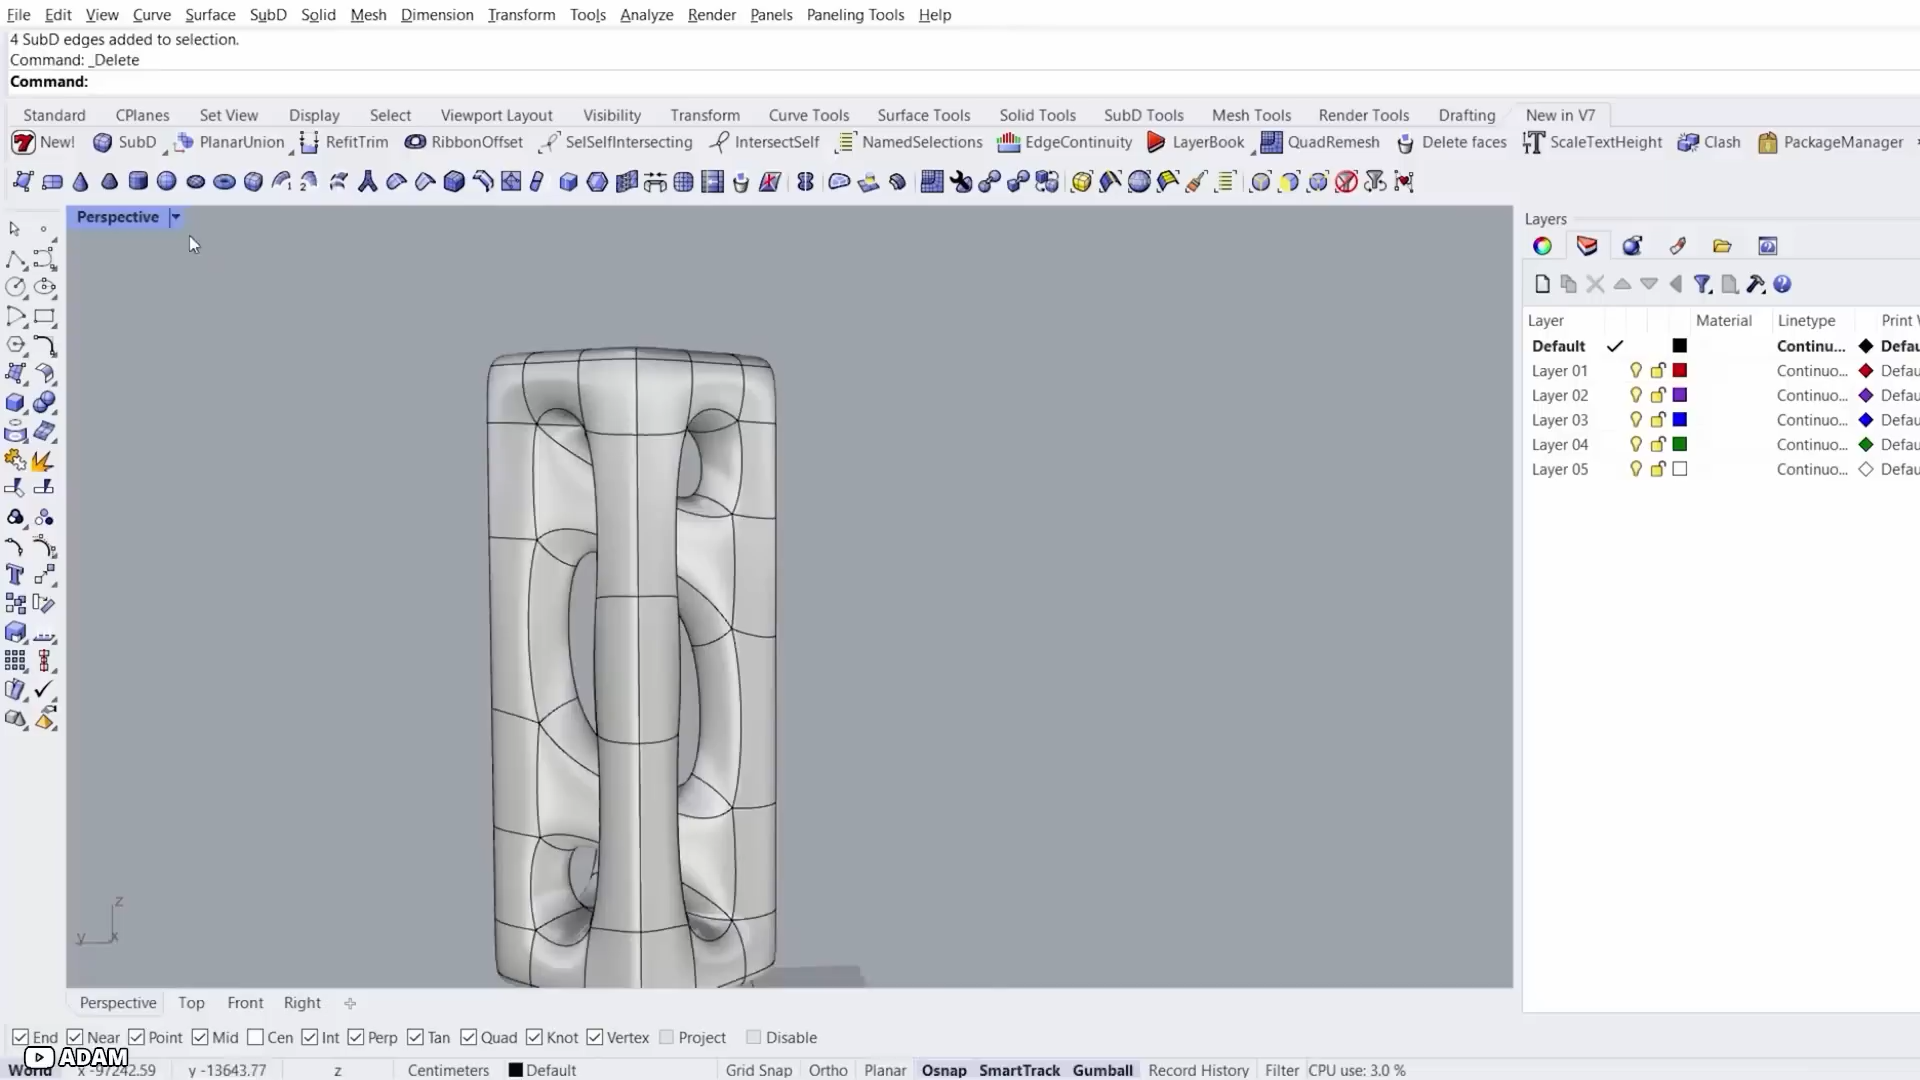 File Edit View Curve Surface SubD Solid Mesh Dimension Transform Tools Analyze Render Panels Paneling Tools Help
4 SubD edges added to selection.
Command: _Delete
Command:
Standard CPlanes Set View Display Select Viewport Layout Visibility Transform Curve Tools Surface Tools Solid Tools SubD Tools Mesh Tools Render Tools Drafting New in V7
New! SubD PlanarUnion RefitTrim RibbonOffset SelSelfIntersecting IntersectSelf NamedSelections EdgeContinuity LayerBook QuadRemesh Delete faces ScaleTextHeight Clash PackageManager
Perspective
Layers
Layer Material Linetype Print
Default Continu... Defau
Layer 01 Continuo... Defau
Layer 02 Continuo... Defau
Layer 03 Continuo... Defau
Layer 04 Continuo... Defau
Layer 05 Continuo... Defau
z
y x
Perspective Top Front Right
End Near Point Mid Cen Int Perp Tan Quad Knot Vertex Project Disable
ADAM
World x -97242.59 y -13643.77 z Centimeters Default Grid Snap Ortho Planar Osnap SmartTrack Gumball Record History Filter CPU use: 3.0 %